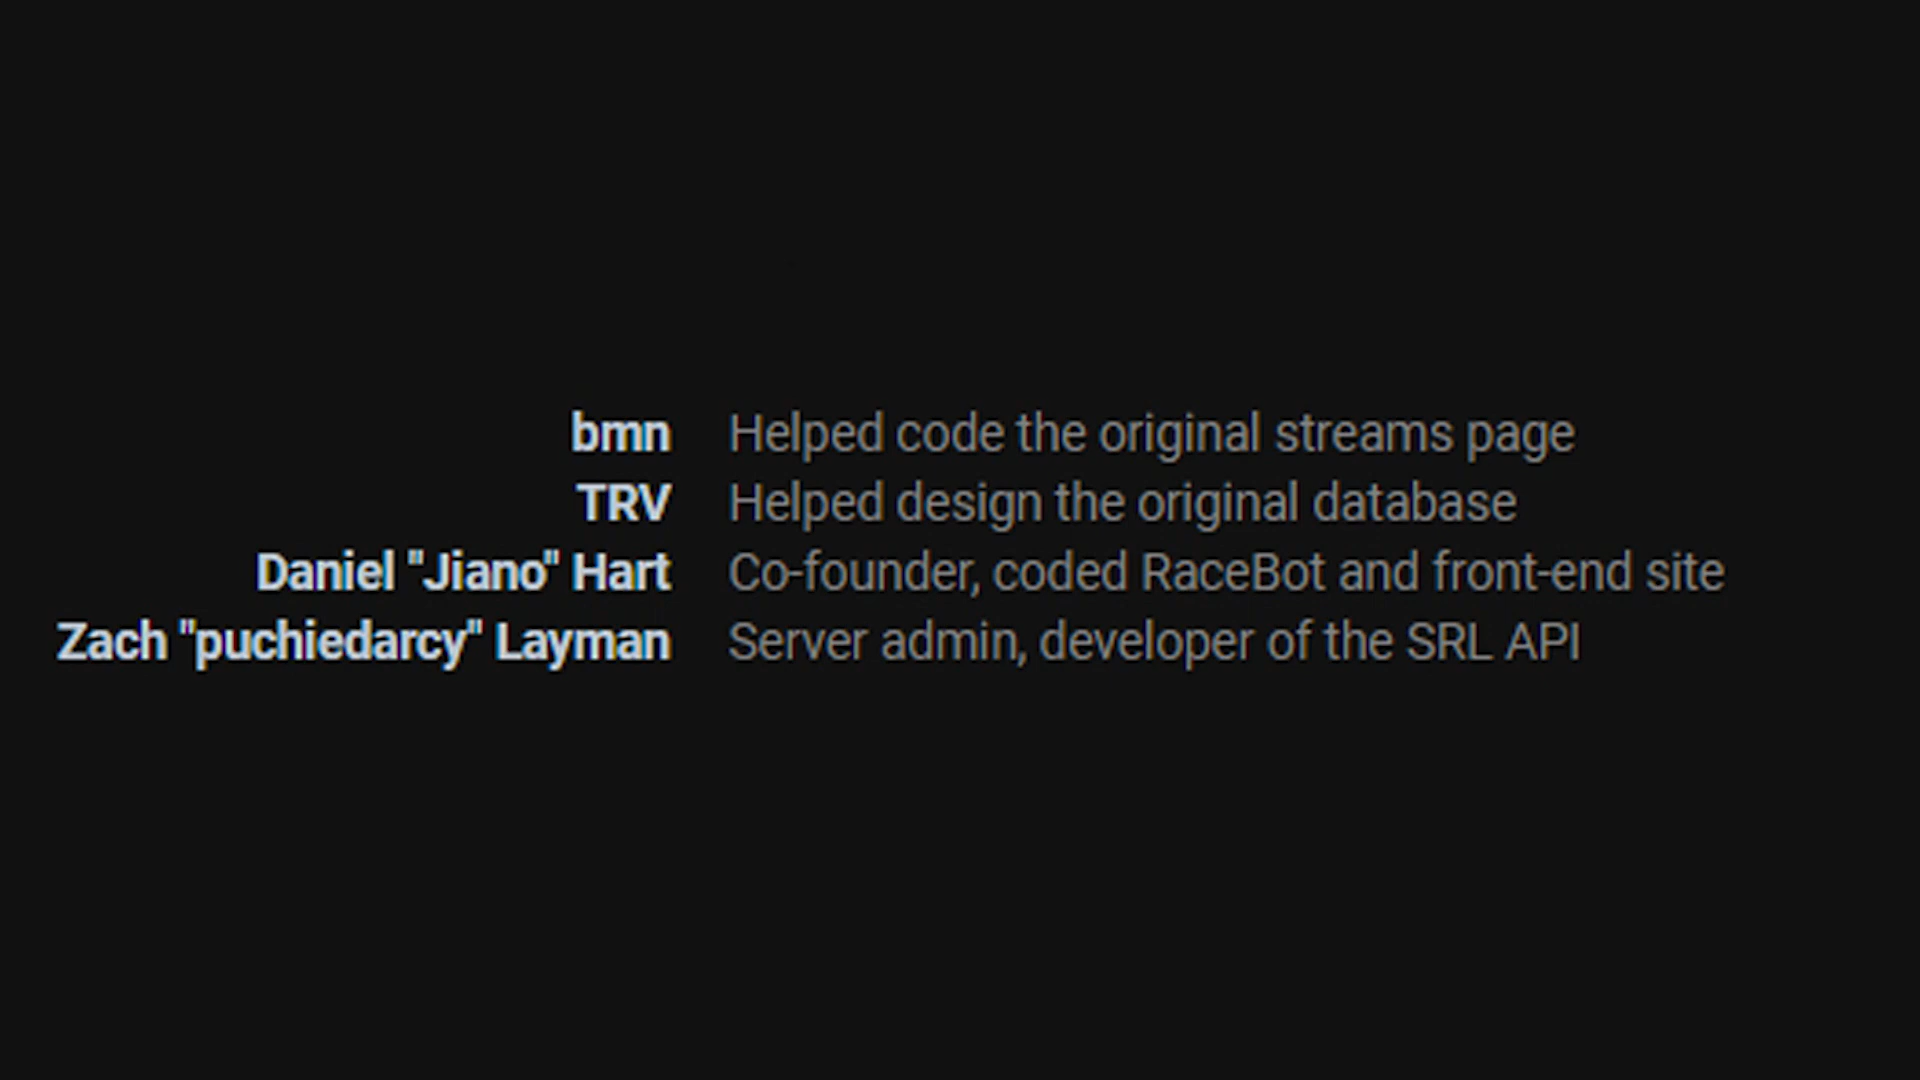 bmn Helped code the original streams page
TRV Helped design the original database
Daniel "Jiano" Hart Co-founder, coded RaceBot and front-end site
Zach "puchiedarcy" Layman Server admin, developer of the SRL API